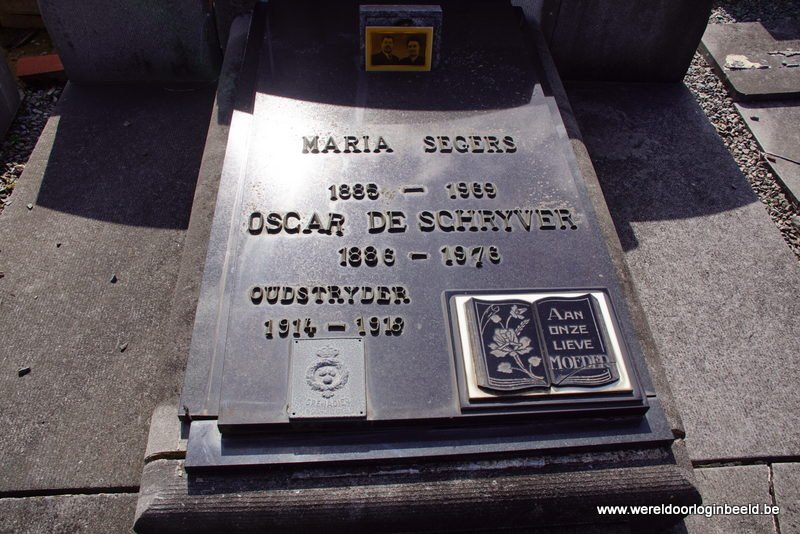 MARIA SEGERS
1885 – 1969
OSCAR DE SCHRYVER
1886 – 1976
OUDSTRYDER
1914 – 1918
GRENADIER
AAN
ONZE
LIEVE
MOEDER
www.wereldoorloginbeeld.be